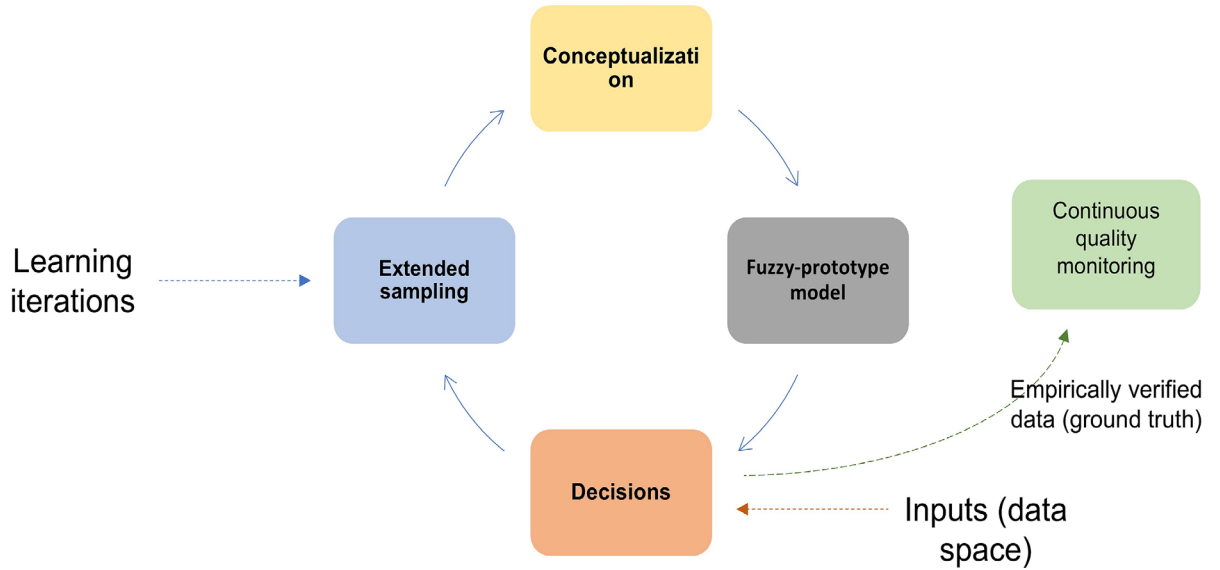 Conceptualizati
on
Learning
iterations
Extended
sampling
Fuzzy-prototype
model
Continuous
quality
monitoring
Empirically verified
data (ground truth)
Decisions
Inputs (data
space)